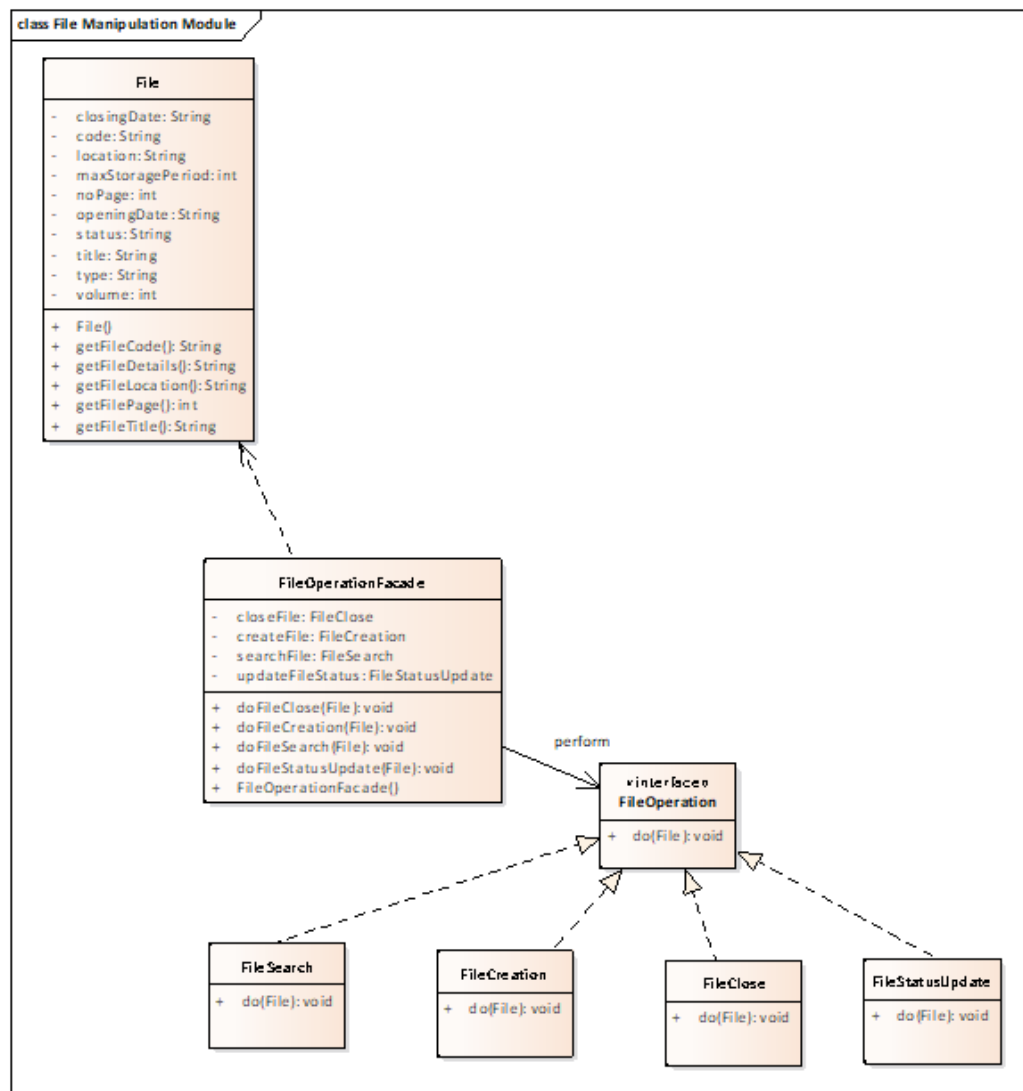 class File Manipulation Module
File
- closingDate: String
- code: String
- location: String
- maxStoragePeriod: int
- noPage: int
- openingDate: String
- status: String
- title: String
- type: String
- volume: int
+ File()
+ getFileCode(): String
+ getFileDetails(): String
+ getFileLocation(): String
+ getFilePage(): int
+ getFileTitle(): String
FileOperationFacade
- closeFile: FileClose
- createFile: FileCreation
- searchFile: FileSearch
- updateFileStatus: FileStatusUpdate
+ doFileClose(File): void
+ doFileCreation(File): void
+ doFileSearch(File): void
+ doFileStatusUpdate(File): void
+ FileOperationFacade()
perform
«interface»
FileOperation
+ do(File): void
FileSearch
+ do(File): void
FileCreation
+ do(File): void
FileClose
+ do(File): void
FileStatusUpdate
+ do(File): void